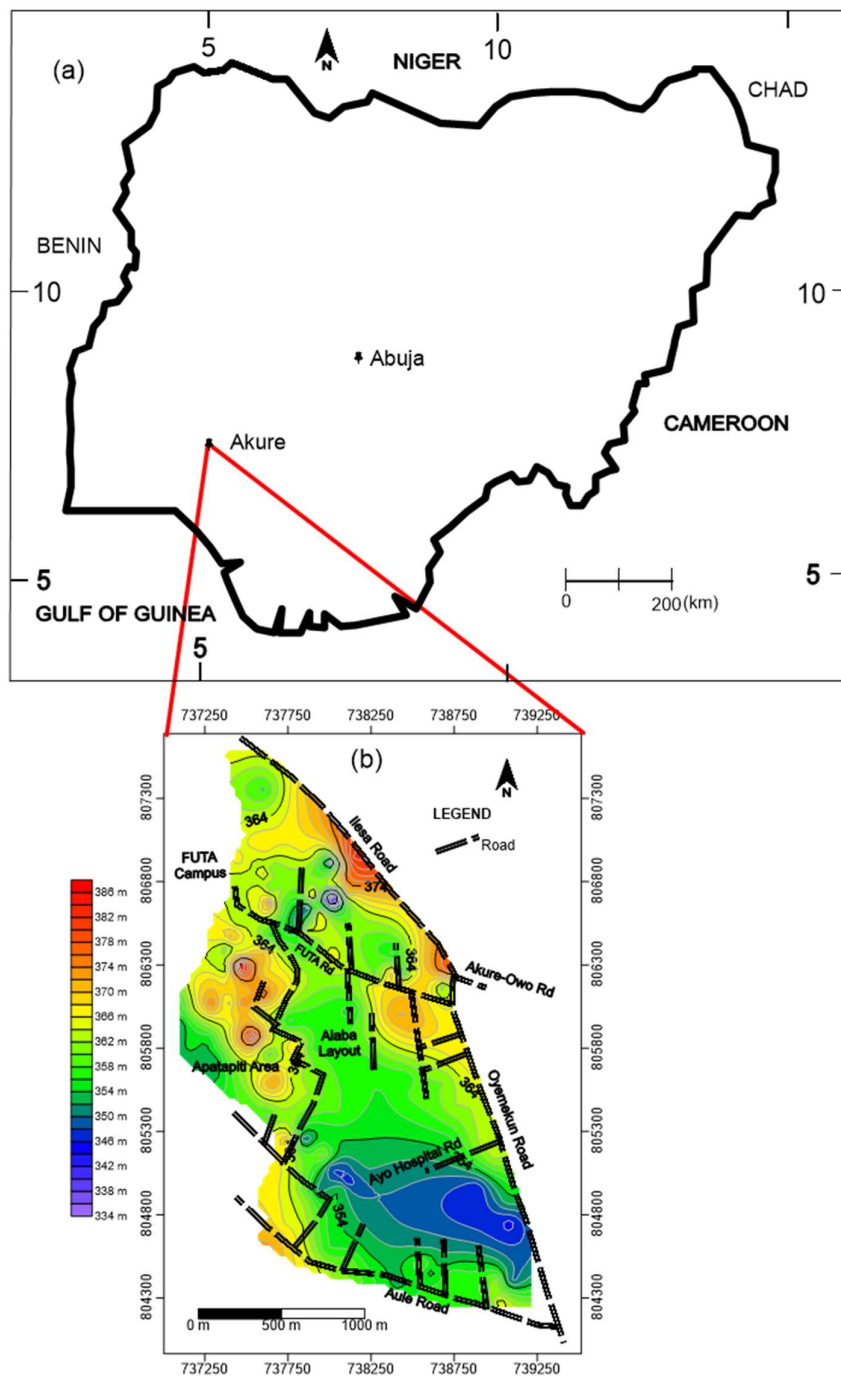 5
10
(a)
N
NIGER
CHAD
BENIN
10
10
Abuja
Akure
CAMEROON
5
5
GULF OF GUINEA
0
200 (km)
5
737250
737750
738250
738750
739250
(b)
N
807300
807300
364
LEGEND
Road
Ilesa Road
FUTA
Campus
374
806800
806800
386 m
382 m
378 m
374 m
370 m
366 m
362 m
358 m
354 m
350 m
346 m
342 m
338 m
334 m
364
FUTA Rd
364
806300
806300
Akure-Owo Rd
805800
805800
Alaba
Layout
Apatapiti Area
364
364
Oyemekun Road
805300
805300
Ayo Hospital Rd
354
354
804800
804800
804300
804300
Aule Road
0 m
500 m
1000 m
737250
737750
738250
738750
739250